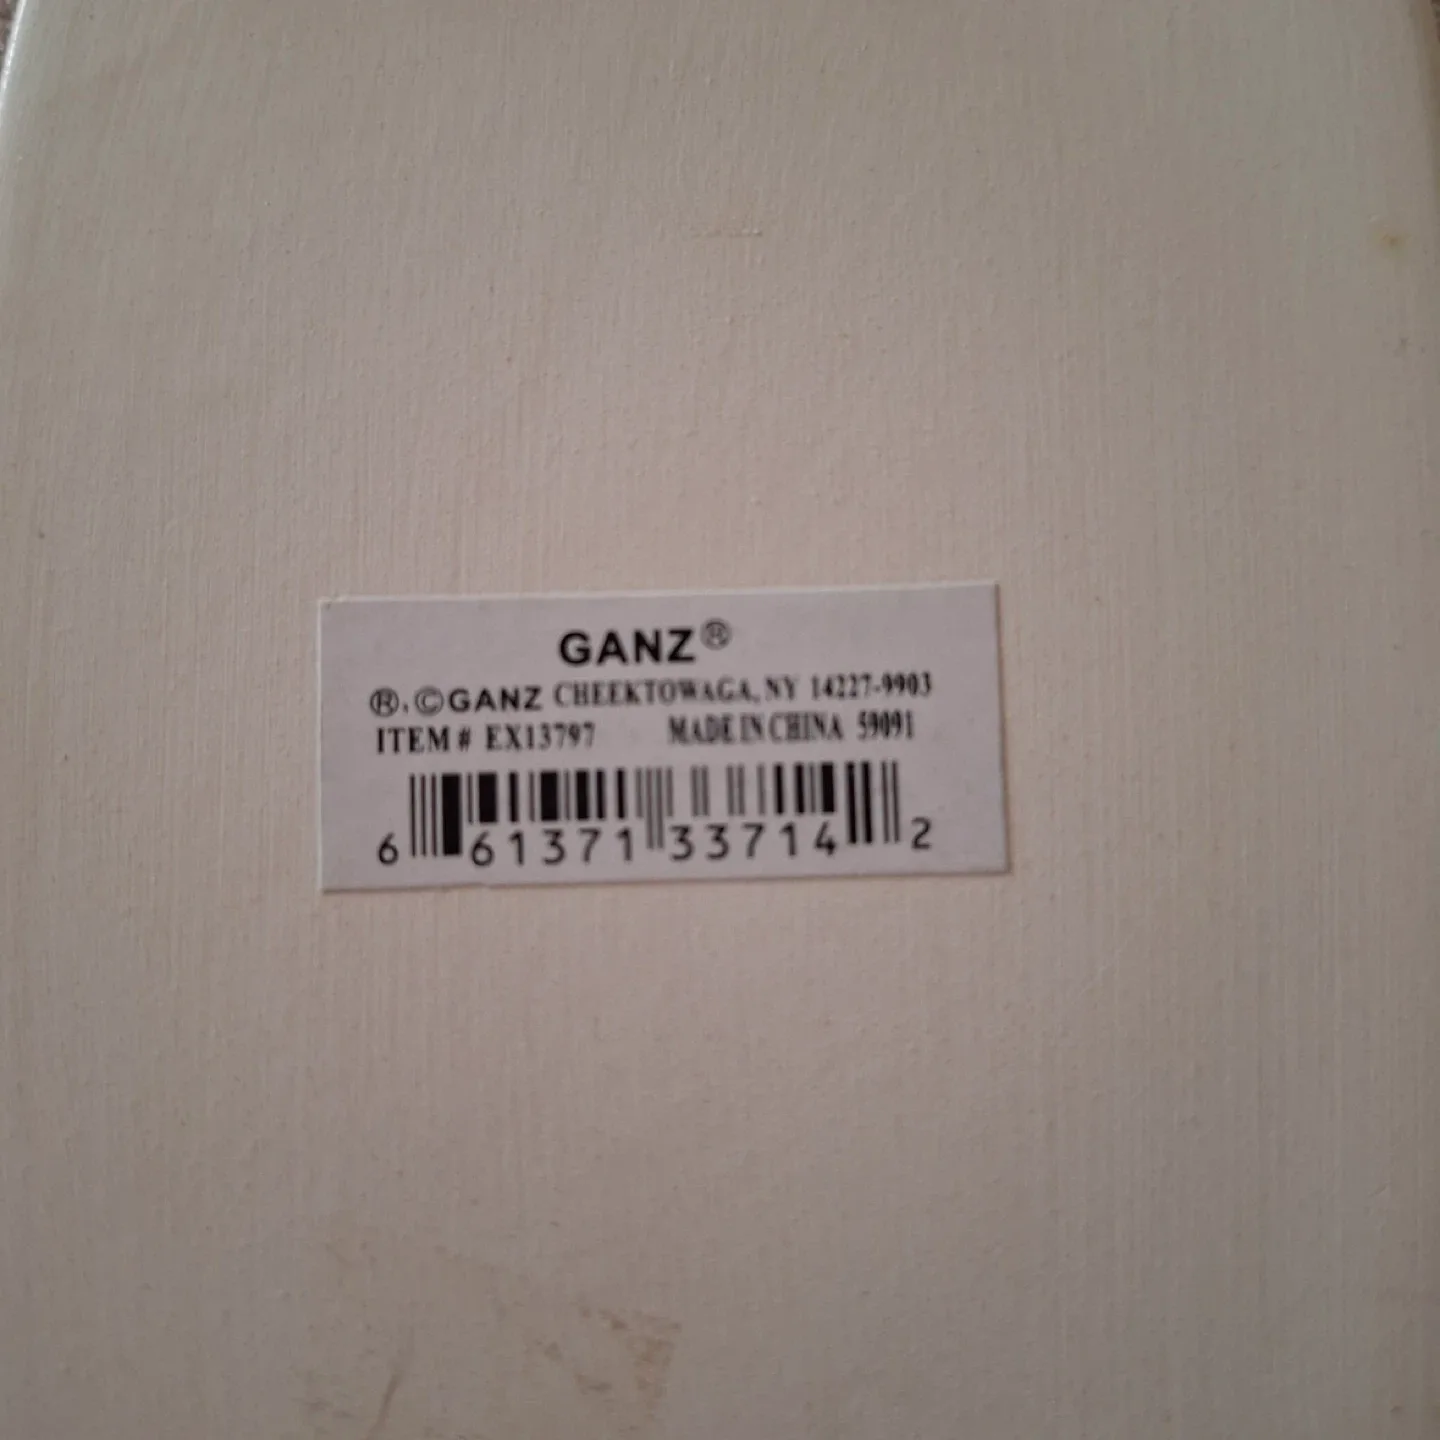 GANZ®
®,©GANZ CHEEKTOWAGA, NY 14227-9903
ITEM # EX13797 MADE IN CHINA 59091
6 61371 33714 2